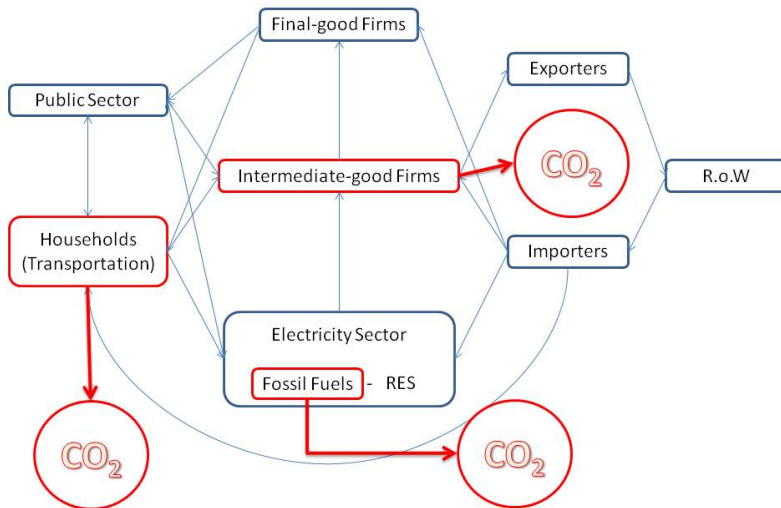 Final-good Firms
Exporters
Public Sector
CO₂
Intermediate-good Firms
R.o.W
Households
(Transportation)
Importers
Electricity Sector
Fossil Fuels - RES
CO₂
CO₂